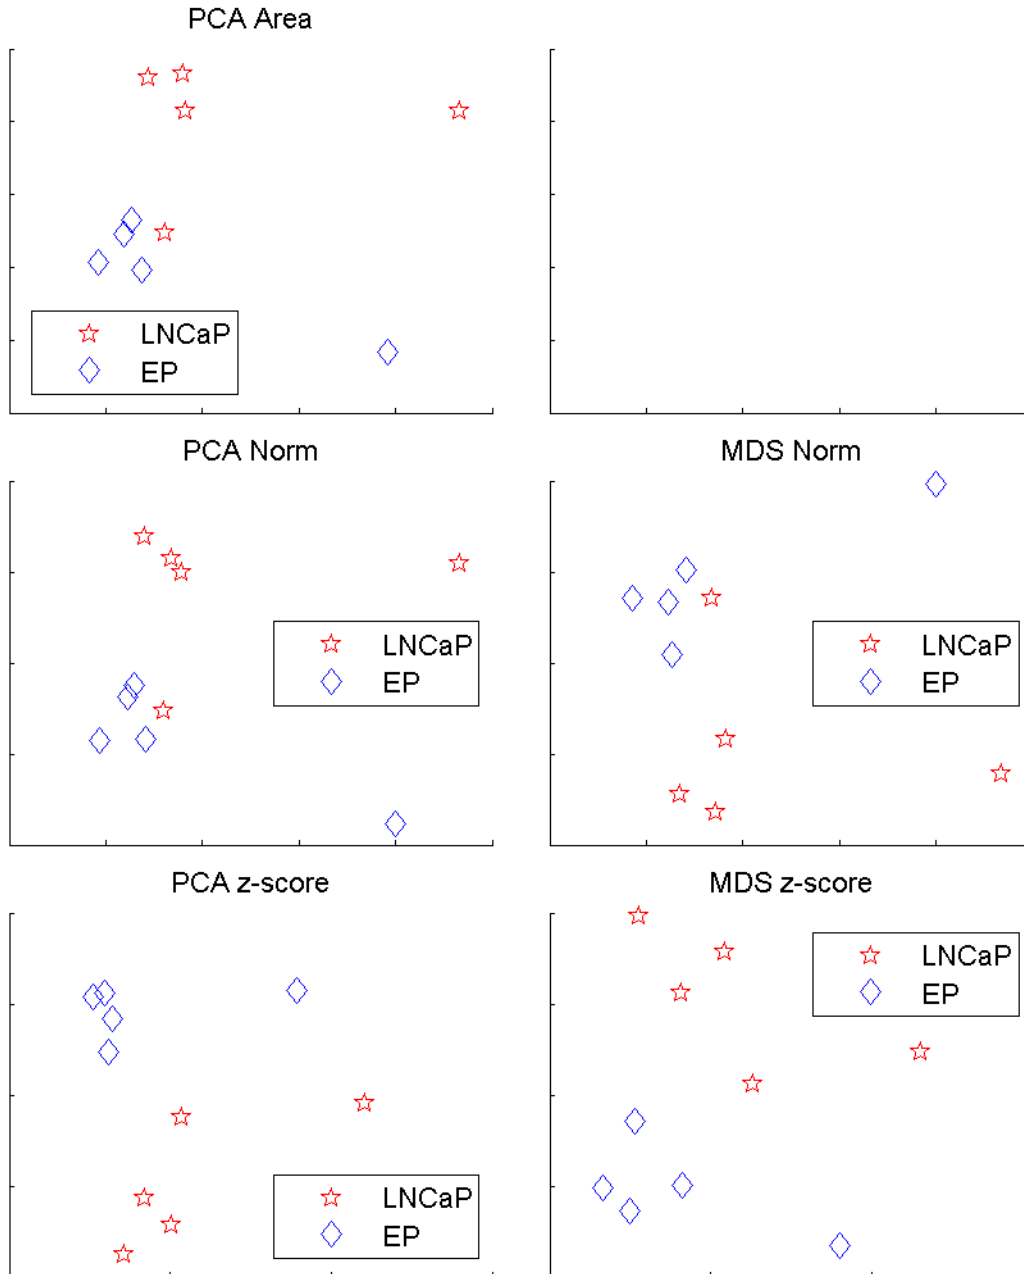 PCA Area
LNCaP
EP
PCA Norm
MDS Norm
LNCaP
EP
LNCaP
EP
PCA z-score
MDS z-score
LNCaP
EP
LNCaP
EP